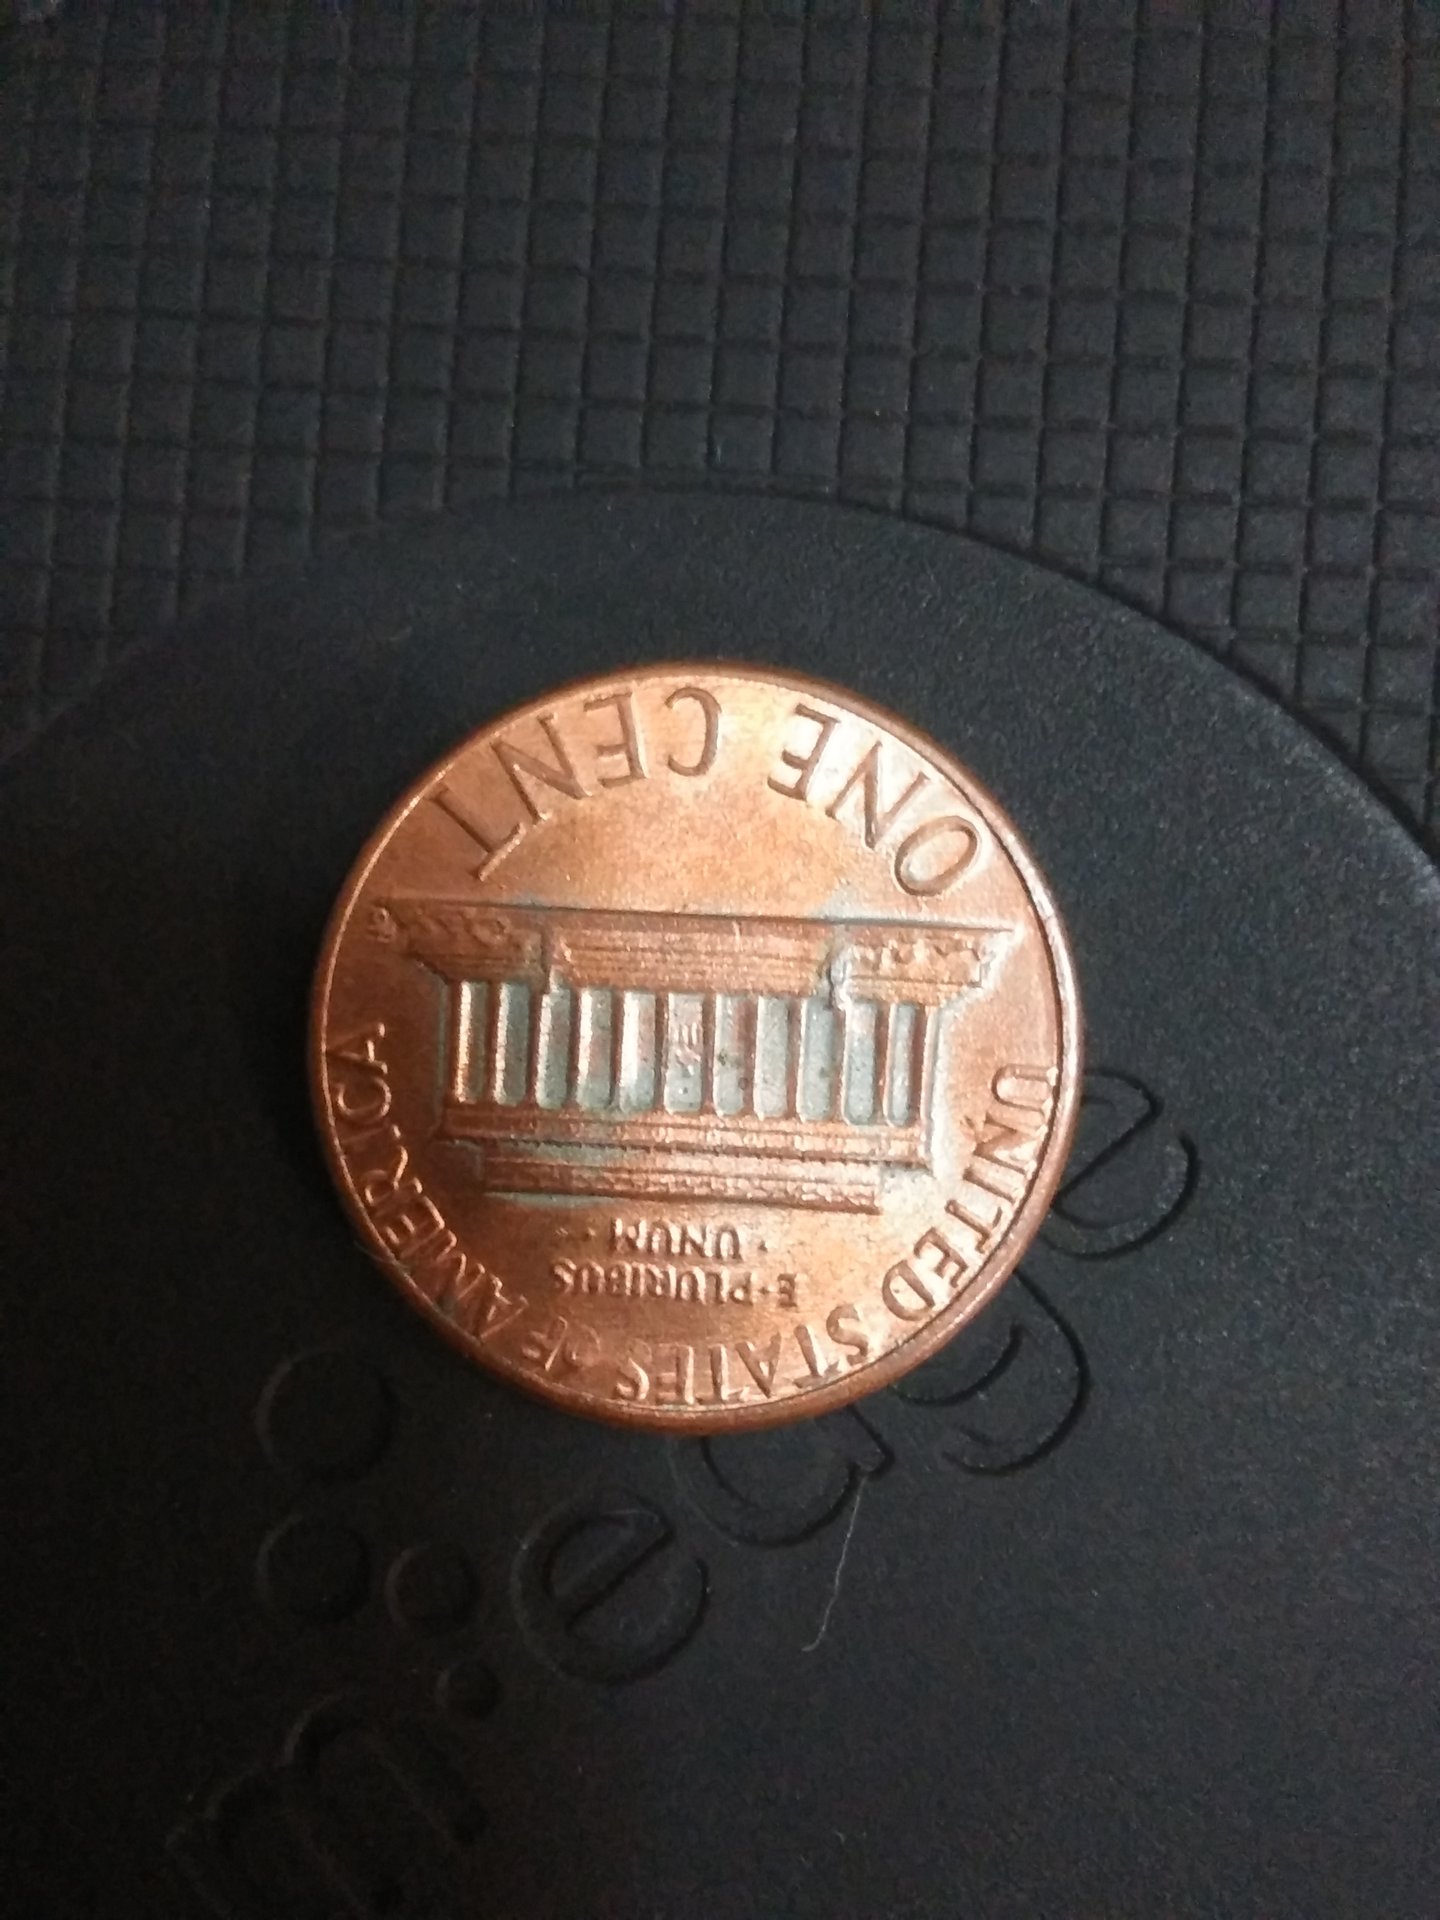 UNITED STATES OF AMERICA
E·PLURIBUS
·UNUM·
ONE CENT